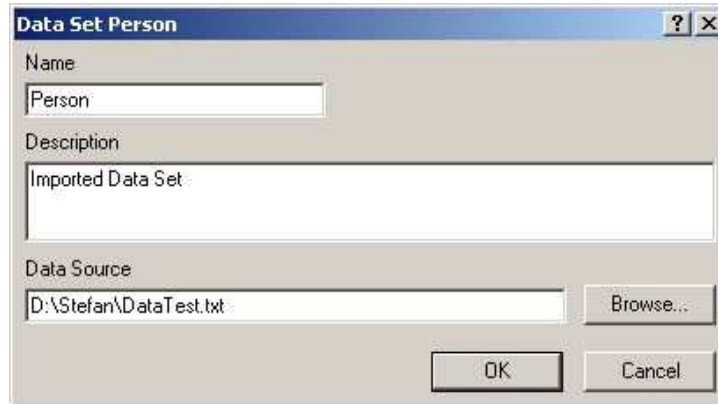 Data Set Person
Name
Person
Description
Imported Data Set
Data Source
D:\Stefan\DataTest.txt
Browse...
OK
Cancel